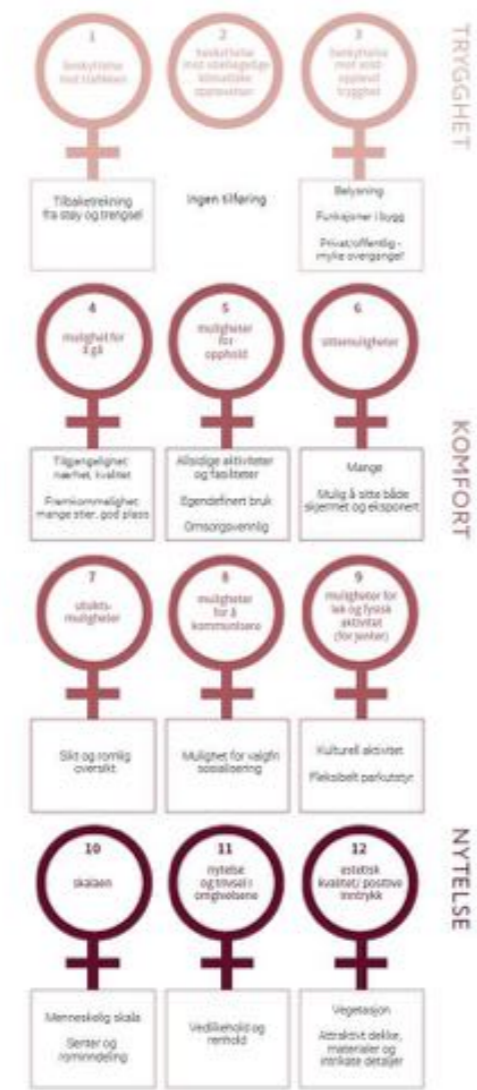 TRYGGHET
1
beskyttelse
mot trafikken
Tilbaketrekning
fra støy og trengsel
2
beskyttelse
mot ubehagelige
klimatiske
opplevelser
Ingen tilføring
3
beskyttelse
mot vold
opplevd
trygghet
Belysning
Funksjoner i bygg
Privat/offentlig -
myke overganger
KOMFORT
4
mulighet for
å gå
Tilgjengelighet:
nærhet, kvalitet
Fremkommelighet:
mange stier, god plass
5
muligheter
for
opphold
Allsidige aktiviteter
og fasiliteter
Egendefinert bruk
Omsorgsvennlig
6
sittemuligheter
Mange
Mulig å sitte både
skjermet og eksponert
7
utsikts-
muligheter
Sikt og romlig
oversikt
8
muligheter
for å
kommunisere
Mulighet for valgfri
sosialisering
9
muligheter for
lek og fysisk
aktivitet
(for jenter)
Kulturell aktivitet
Fleksibelt parkutstyr
NYTELSE
10
skalaen
Menneskelig skala
Senter og
rominndeling
11
nytelse
og trivsel i
omgivelsene
Vedlikehold og
renhold
12
estetisk
kvalitet/ positive
inntrykk
Vegetasjon
Attraktivt dekke,
materialer og
intrikate detaljer